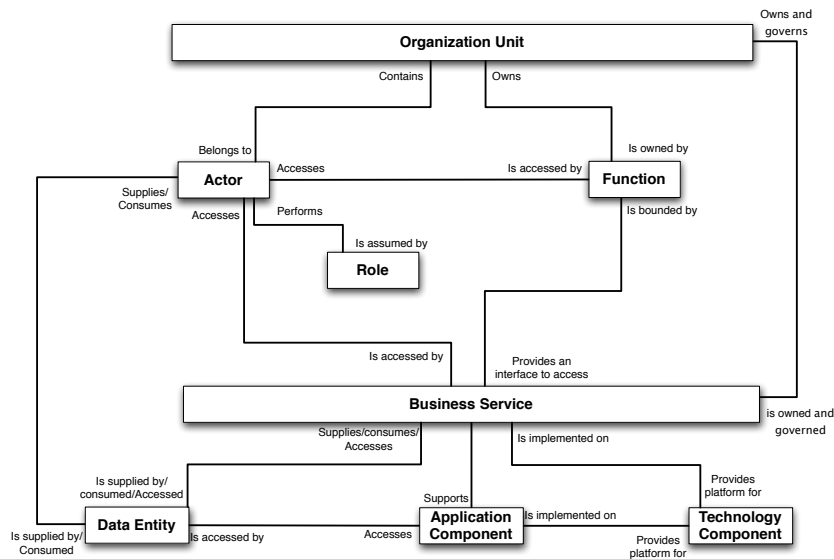 Owns and
governs
Organization Unit
Contains
Owns
Belongs to
Is owned by
Accesses
Is accessed by
Actor
Function
Supplies/
Consumes
Accesses
Performs
Is bounded by
Is assumed by
Role
Is accessed by
Provides an
interface to access
Business Service
is owned and
governed
Supplies/consumes/
Accesses
Is implemented on
Is supplied by/
consumed/Accessed
Provides
platform for
Supports
Data Entity
Application
Component
Is implemented on
Technology
Component
Is supplied by/
Consumed
Is accessed by
Accesses
Provides
platform for